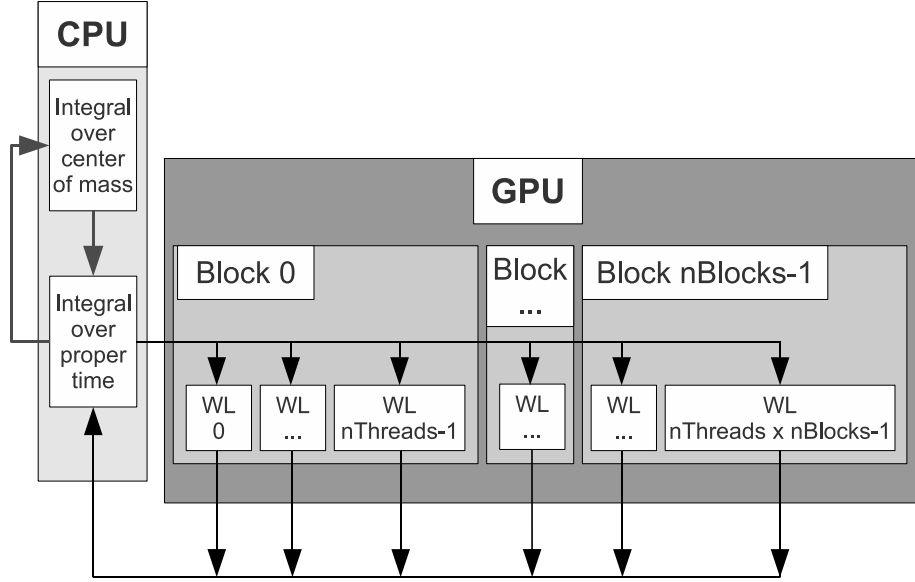 CPU
Integral
over
center
of mass
Integral
over
proper
time
GPU
Block 0
Block
...
Block nBlocks-1
WL
0
WL
...
WL
nThreads-1
WL
...
WL
...
WL
nThreads x nBlocks-1